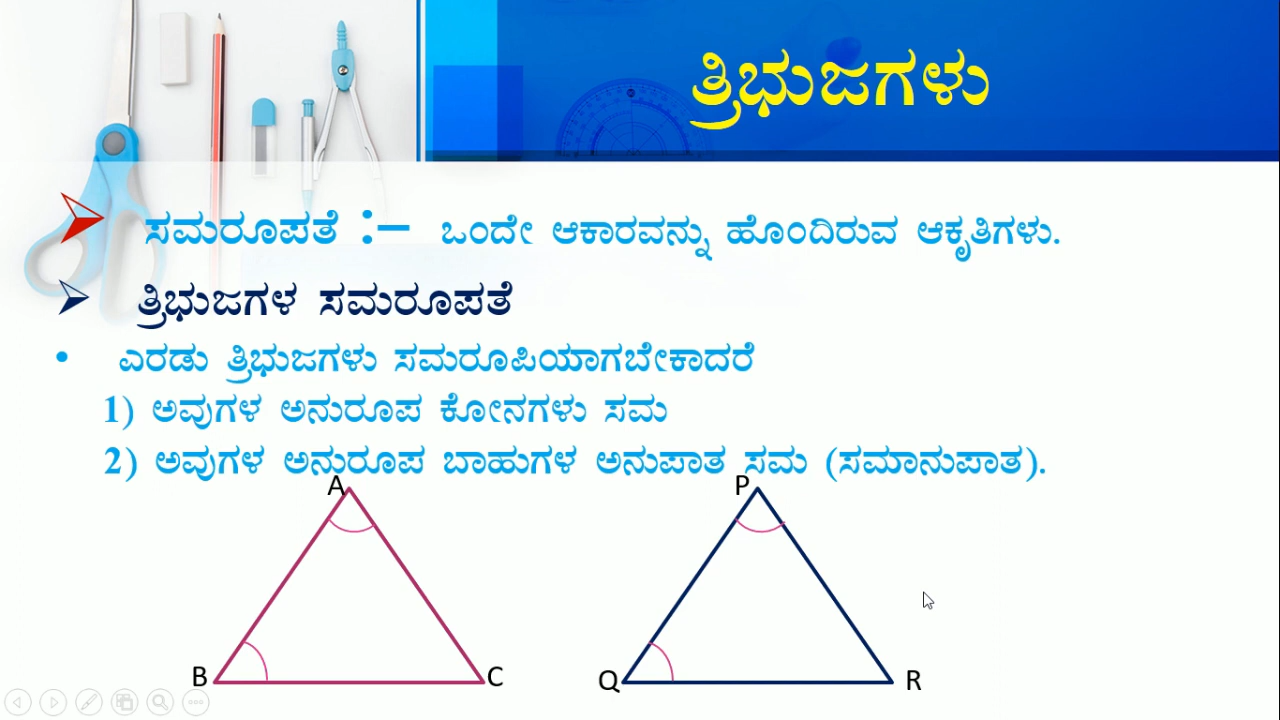 ತ್ರಿಭುಜಗಳು
ಸಮರೂಪತೆ :– ಒಂದೇ ಆಕಾರವನ್ನು ಹೊಂದಿರುವ ಆಕೃತಿಗಳು.
ತ್ರಿಭುಜಗಳ ಸಮರೂಪತೆ
• ಎರಡು ತ್ರಿಭುಜಗಳು ಸಮರೂಪಿಯಾಗಬೇಕಾದರೆ
1) ಅವುಗಳ ಅನುರೂಪ ಕೋನಗಳು ಸಮ
2) ಅವುಗಳ ಅನುರೂಪ ಬಾಹುಗಳ ಅನುಪಾತ ಸಮ (ಸಮಾನುಪಾತ).
A P
B C Q R